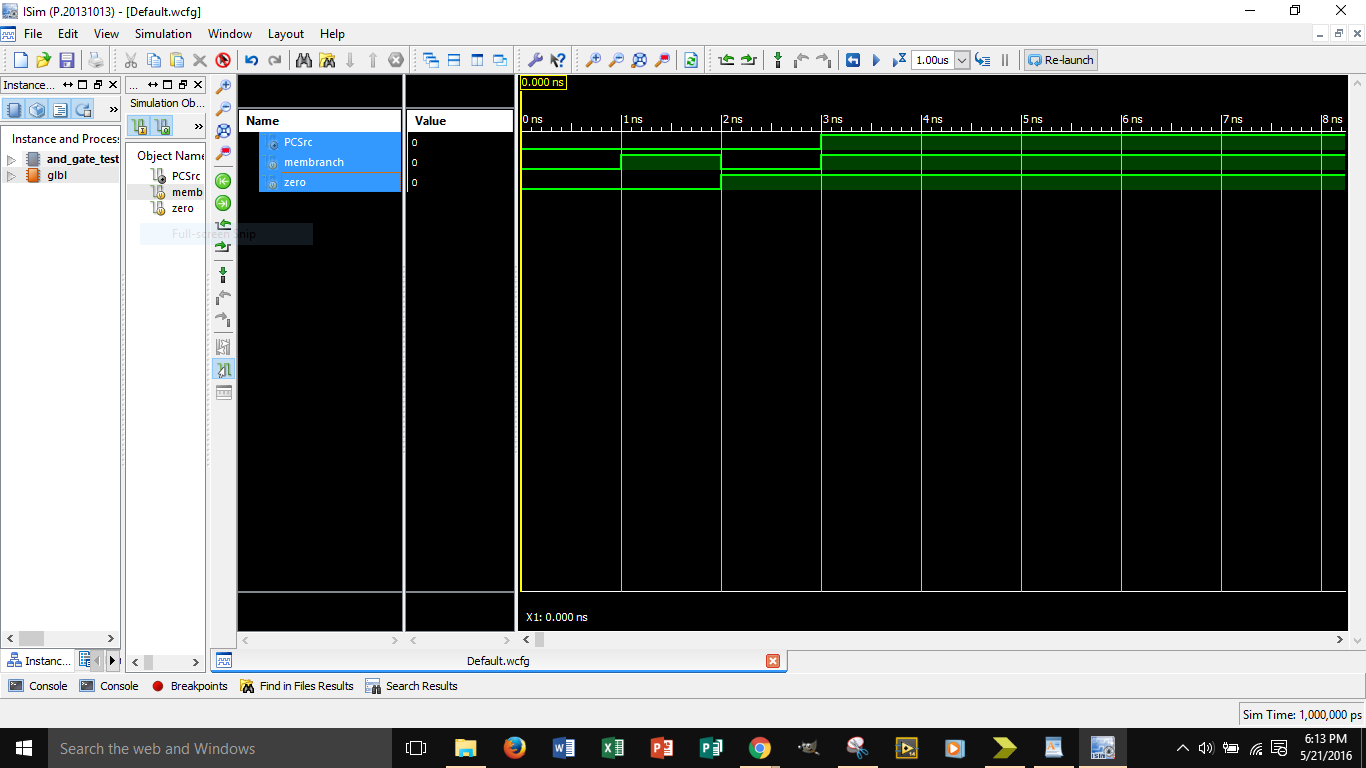 ISim (P.20131013) - [Default.wcfg]
File Edit View Simulation Window Layout Help
1.00us
Re-launch
Instance...
...
»
Instance and Proces
and_gate_test
glbl
Simulation Ob...
»
Object Name
PCSrc
memb
zero
Full-screen Snip
Name Value
PCSrc 0
membranch 0
zero 0
0.000 ns
0 ns 1 ns 2 ns 3 ns 4 ns 5 ns 6 ns 7 ns 8 ns
X1: 0.000 ns
Instanc...
Default.wcfg
Console Console Breakpoints Find in Files Results Search Results
Sim Time: 1,000,000 ps
Search the web and Windows
6:13 PM
5/21/2016